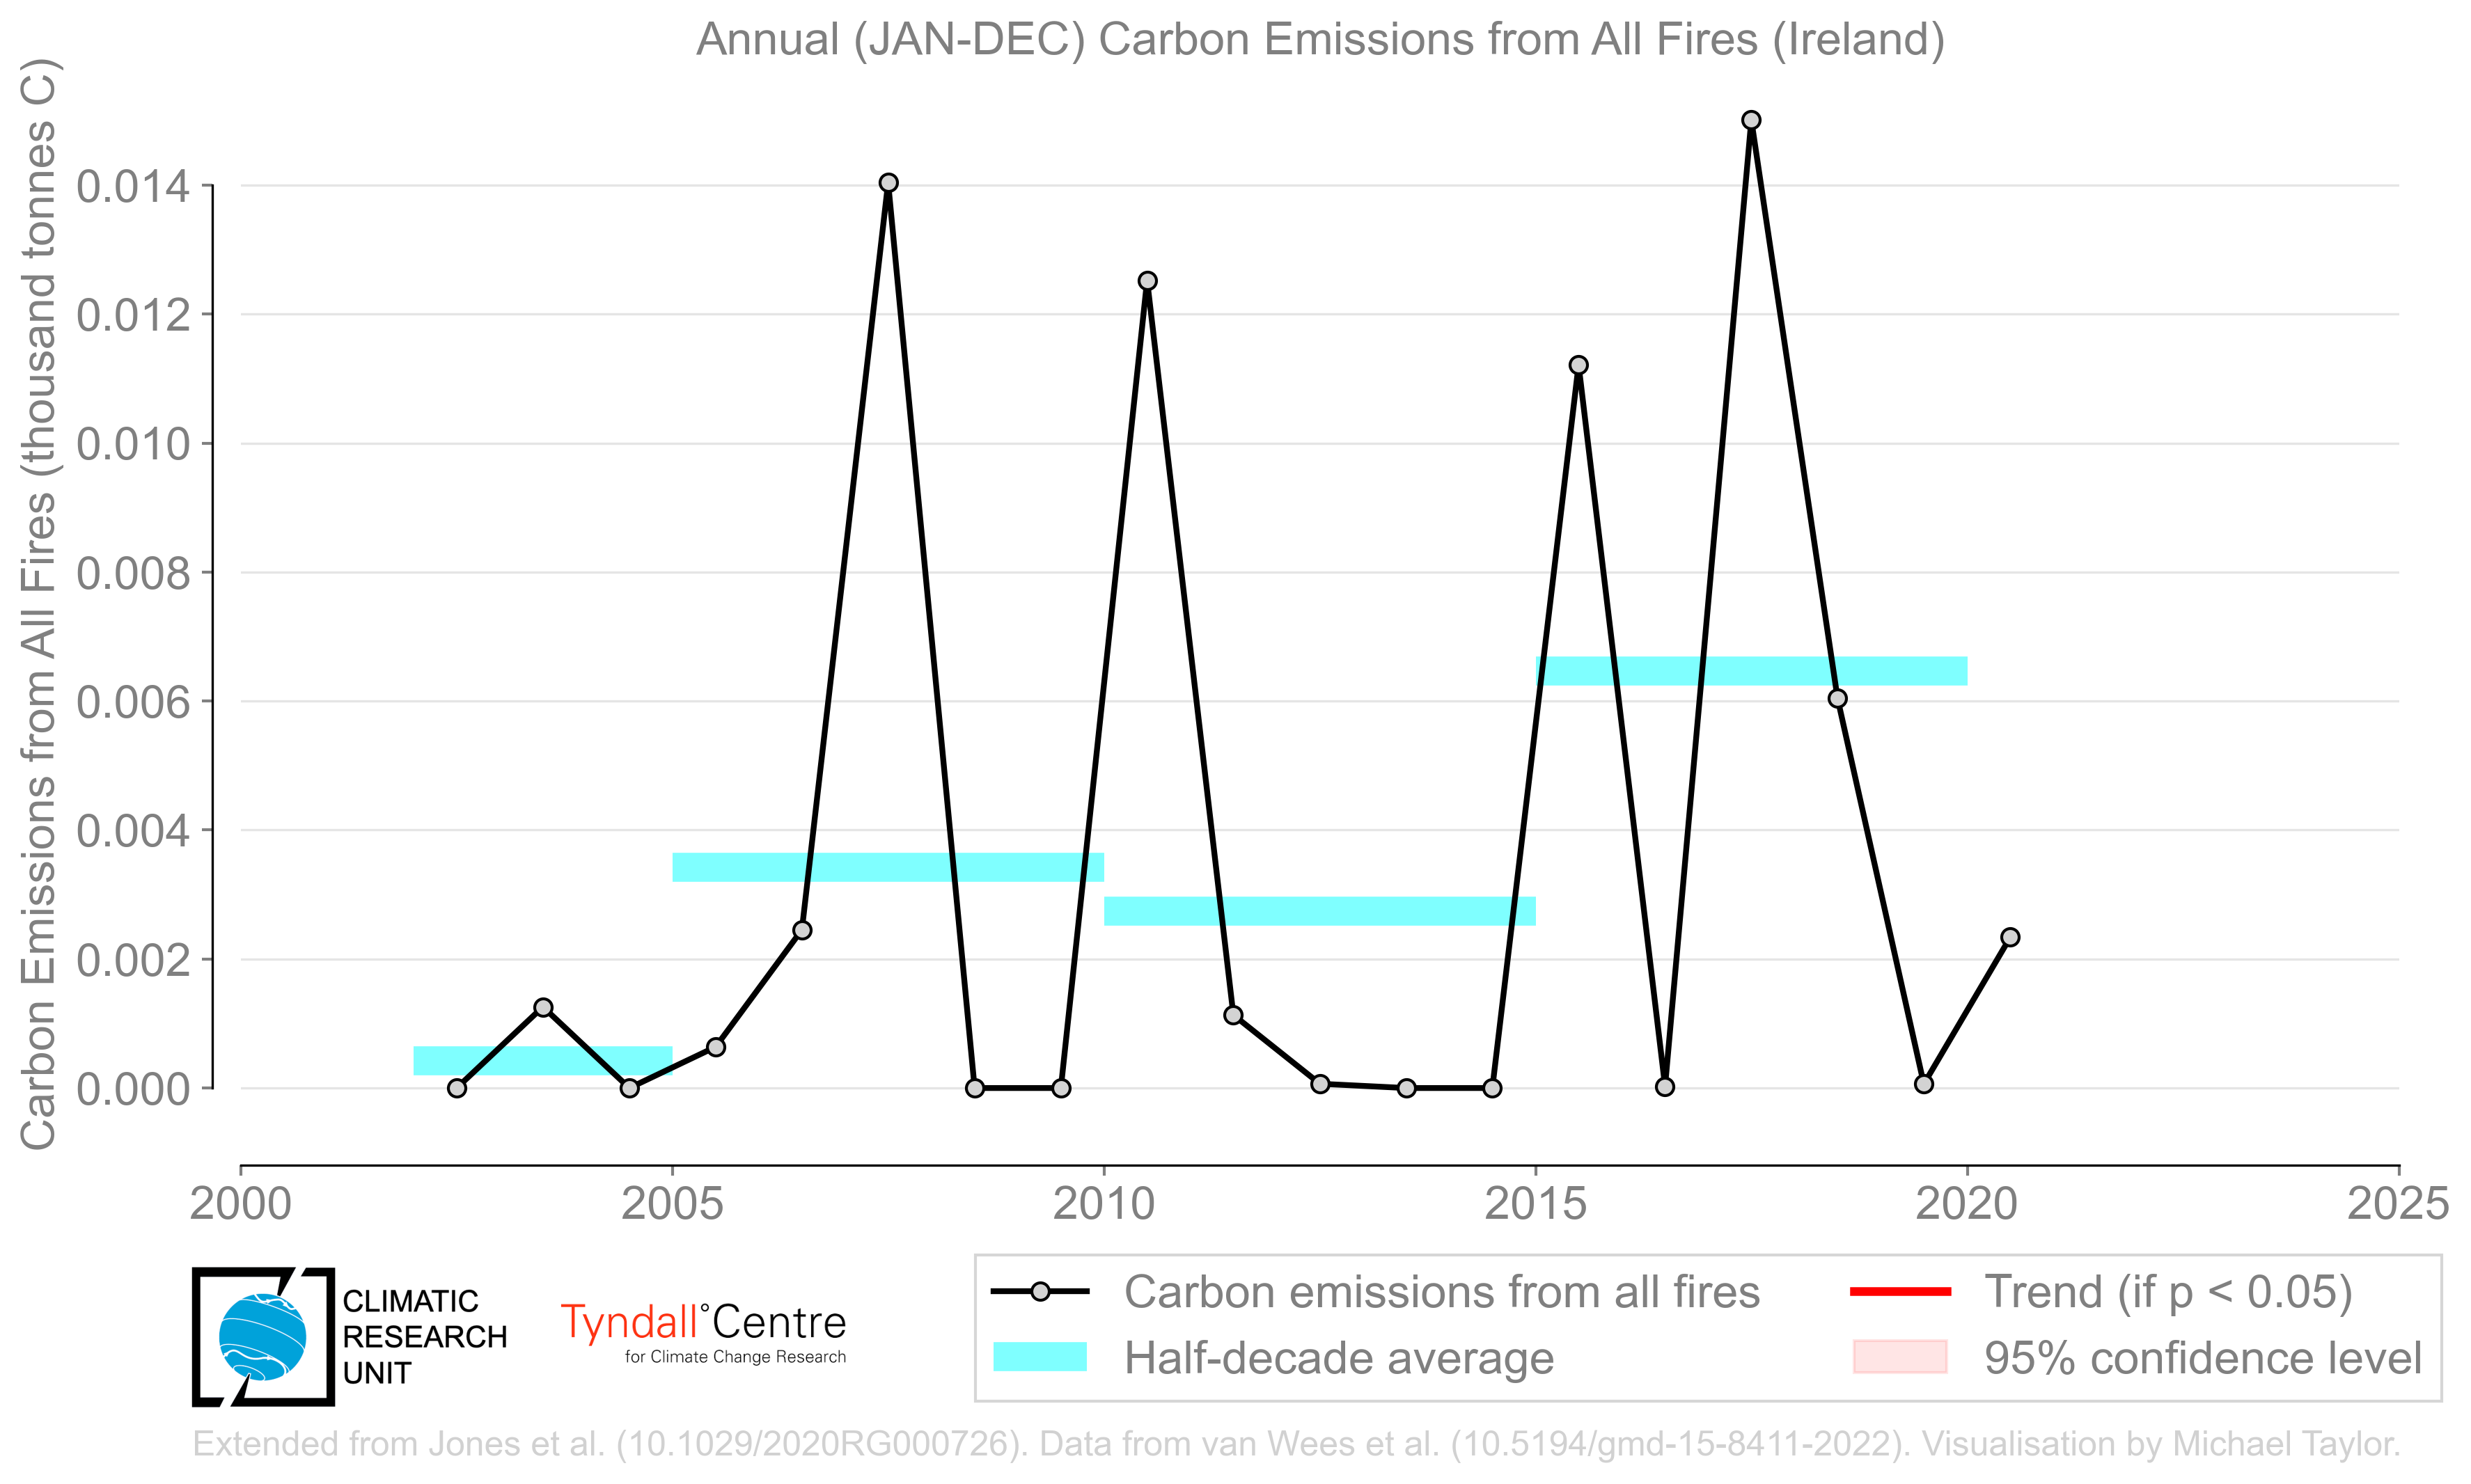 Annual (JAN-DEC) Carbon Emissions from All Fires (Ireland)
Carbon Emissions from All Fires (thousand tonnes C)
0.014
0.012
0.010
0.008
0.006
0.004
0.002
0.000
2000 2005 2010 2015 2020 2025
CLIMATIC
RESEARCH
UNIT
Tyndall°Centre
for Climate Change Research
Carbon emissions from all fires
Half-decade average
Trend (if p < 0.05)
95% confidence level
Extended from Jones et al. (10.1029/2020RG000726). Data from van Wees et al. (10.5194/gmd-15-8411-2022). Visualisation by Michael Taylor.